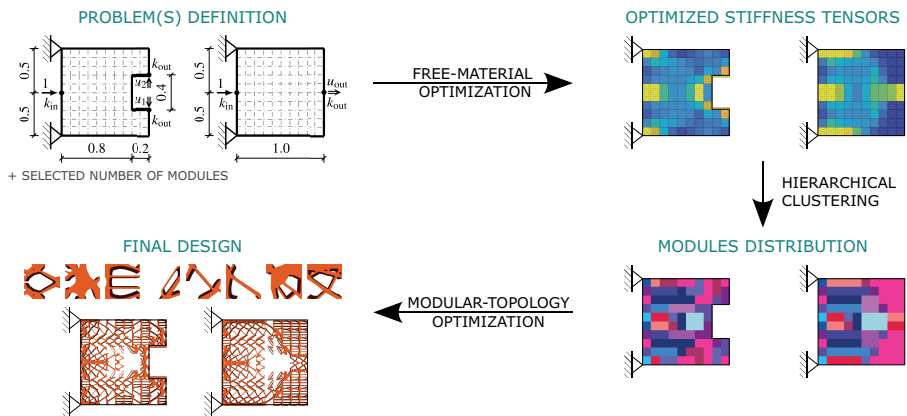 PROBLEM(S) DEFINITION
0.5
0.5
1
k_in
k_out
u_2
u_1
k_out
0.4
0.8
0.2
0.5
0.5
1
k_in
u_out
k_out
1.0
+ SELECTED NUMBER OF MODULES
FREE-MATERIAL
OPTIMIZATION
OPTIMIZED STIFFNESS TENSORS
HIERARCHICAL
CLUSTERING
MODULES DISTRIBUTION
MODULAR-TOPOLOGY
OPTIMIZATION
FINAL DESIGN